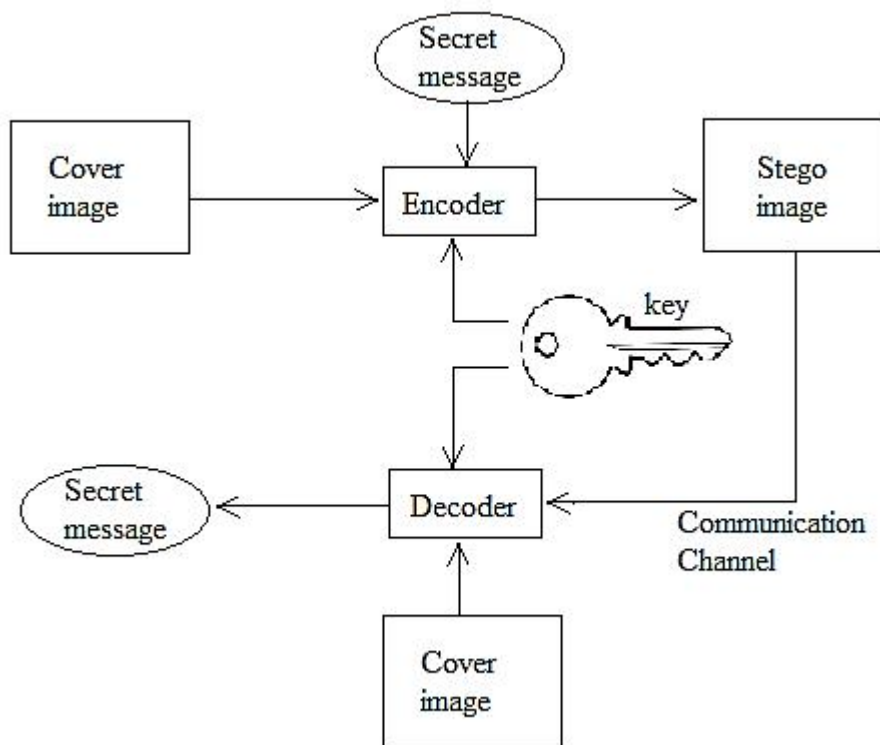 Secret
message
Cover
image
Encoder
Stego
image
key
Secret
message
Decoder
Communication
Channel
Cover
image